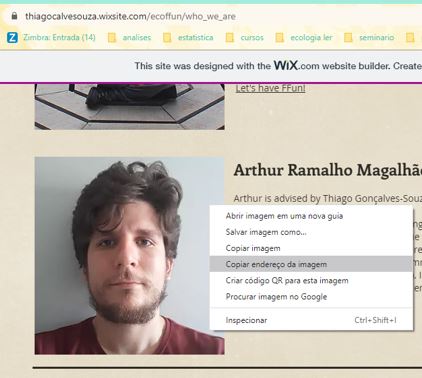 thiagocalvesouza.wixsite.com/ecoffun/who_we_are
Zimbra: Entrada (14) analises estatistica cursos ecologia ler seminario
This site was designed with the WiX.com website builder. Create
Let's have FFun!
Arthur Ramalho Magalhã
Arthur is advised by Thiago Gonçalves-Souz
Abrir imagem em uma nova guia
Salvar imagem como...
Copiar imagem
Copiar endereço da imagem
Criar código QR para esta imagem
Procurar imagem no Google
Inspecionar Ctrl+Shift+I